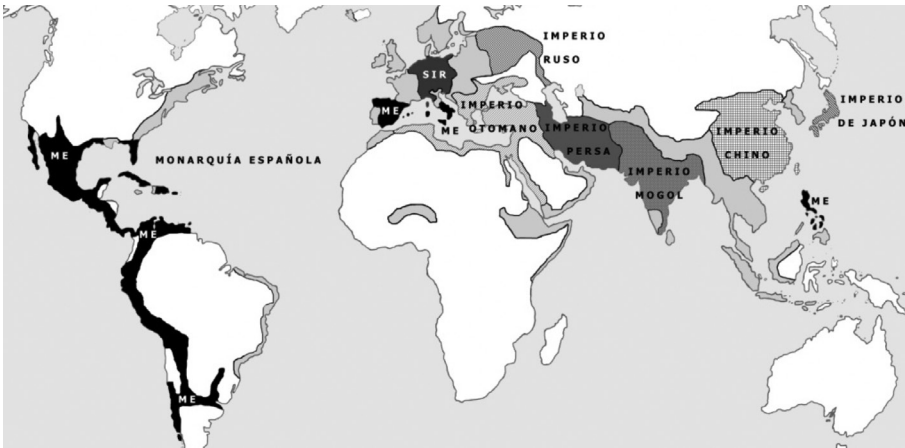 IMPERIO
RUSO
SIR
ME
IMPERIO
ME OTOMANO
IMPERIO
PERSA
IMPERIO
MOGOL
IMPERIO
CHINO
IMPERIO
DE JAPÓN
ME
MONARQUÍA ESPAÑOLA
ME
ME
ME